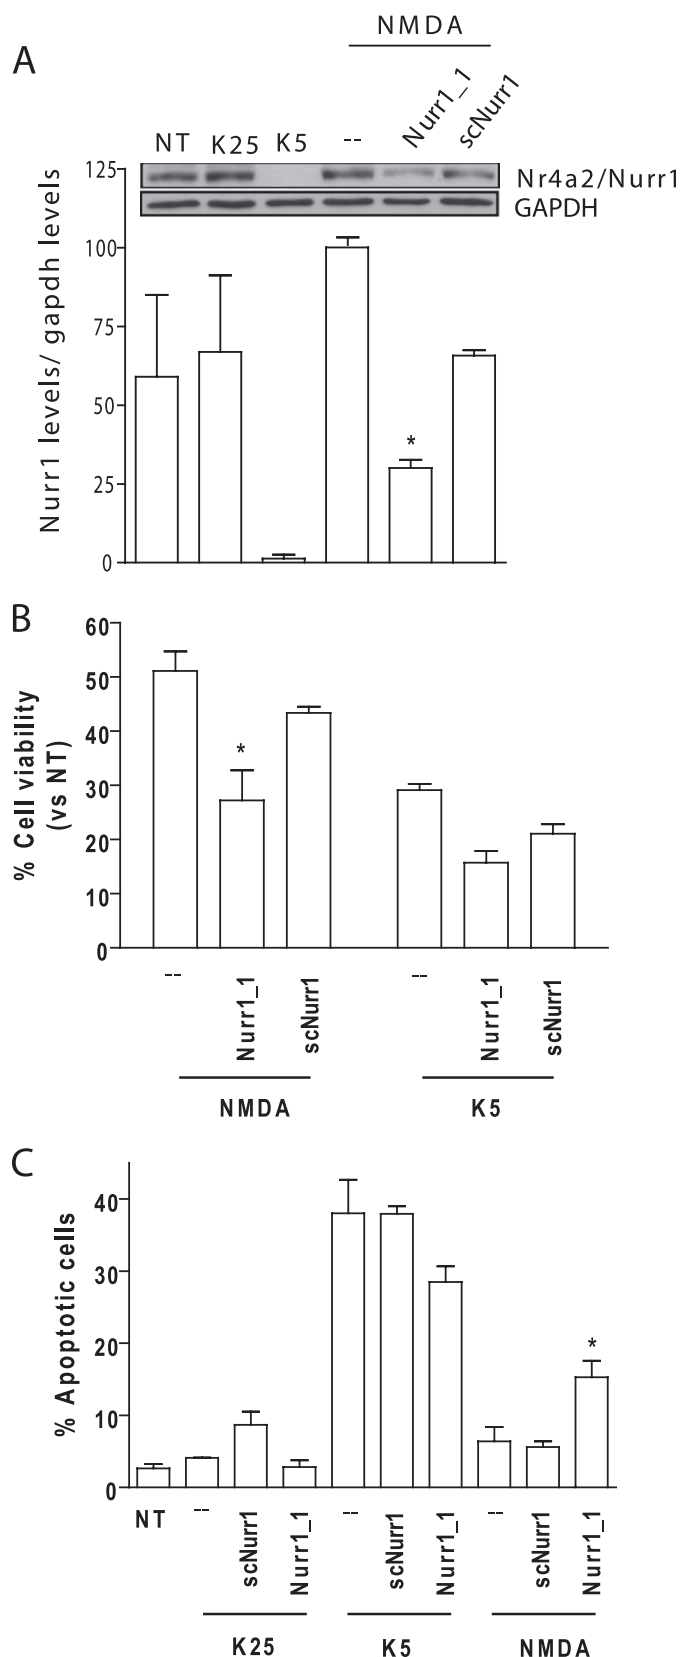 A
NMDA
NT K25 K5 -- Nurr1_1 scNurr1
Nr4a2/Nurr1
GAPDH
Nurr1 levels/ gapdh levels
125
100
75
50
25
0
*
B
% Cell viability
(vs NT)
60
50
40
30
20
10
0
*
-- Nurr1_1 scNurr1 -- Nurr1_1 scNurr1
NMDA K5
C
% Apoptotic cells
40
30
20
10
0
*
NT -- scNurr1 Nurr1_1 -- scNurr1 Nurr1_1 -- scNurr1 Nurr1_1
K25 K5 NMDA